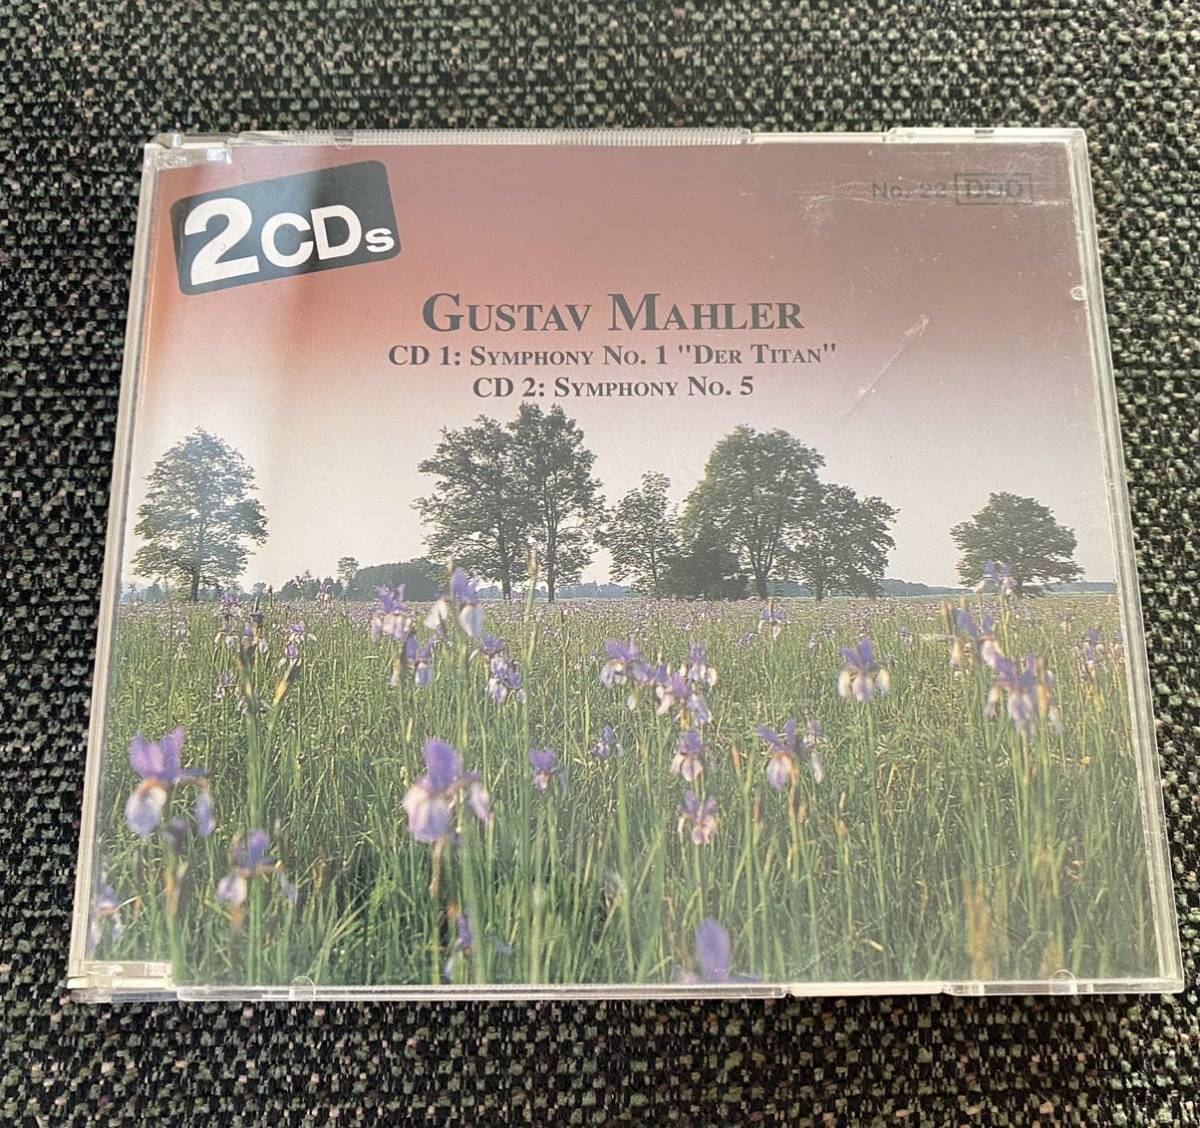 2CDs
No. 22 DDD
GUSTAV MAHLER
CD 1: SYMPHONY NO. 1 "DER TITAN"
CD 2: SYMPHONY NO. 5